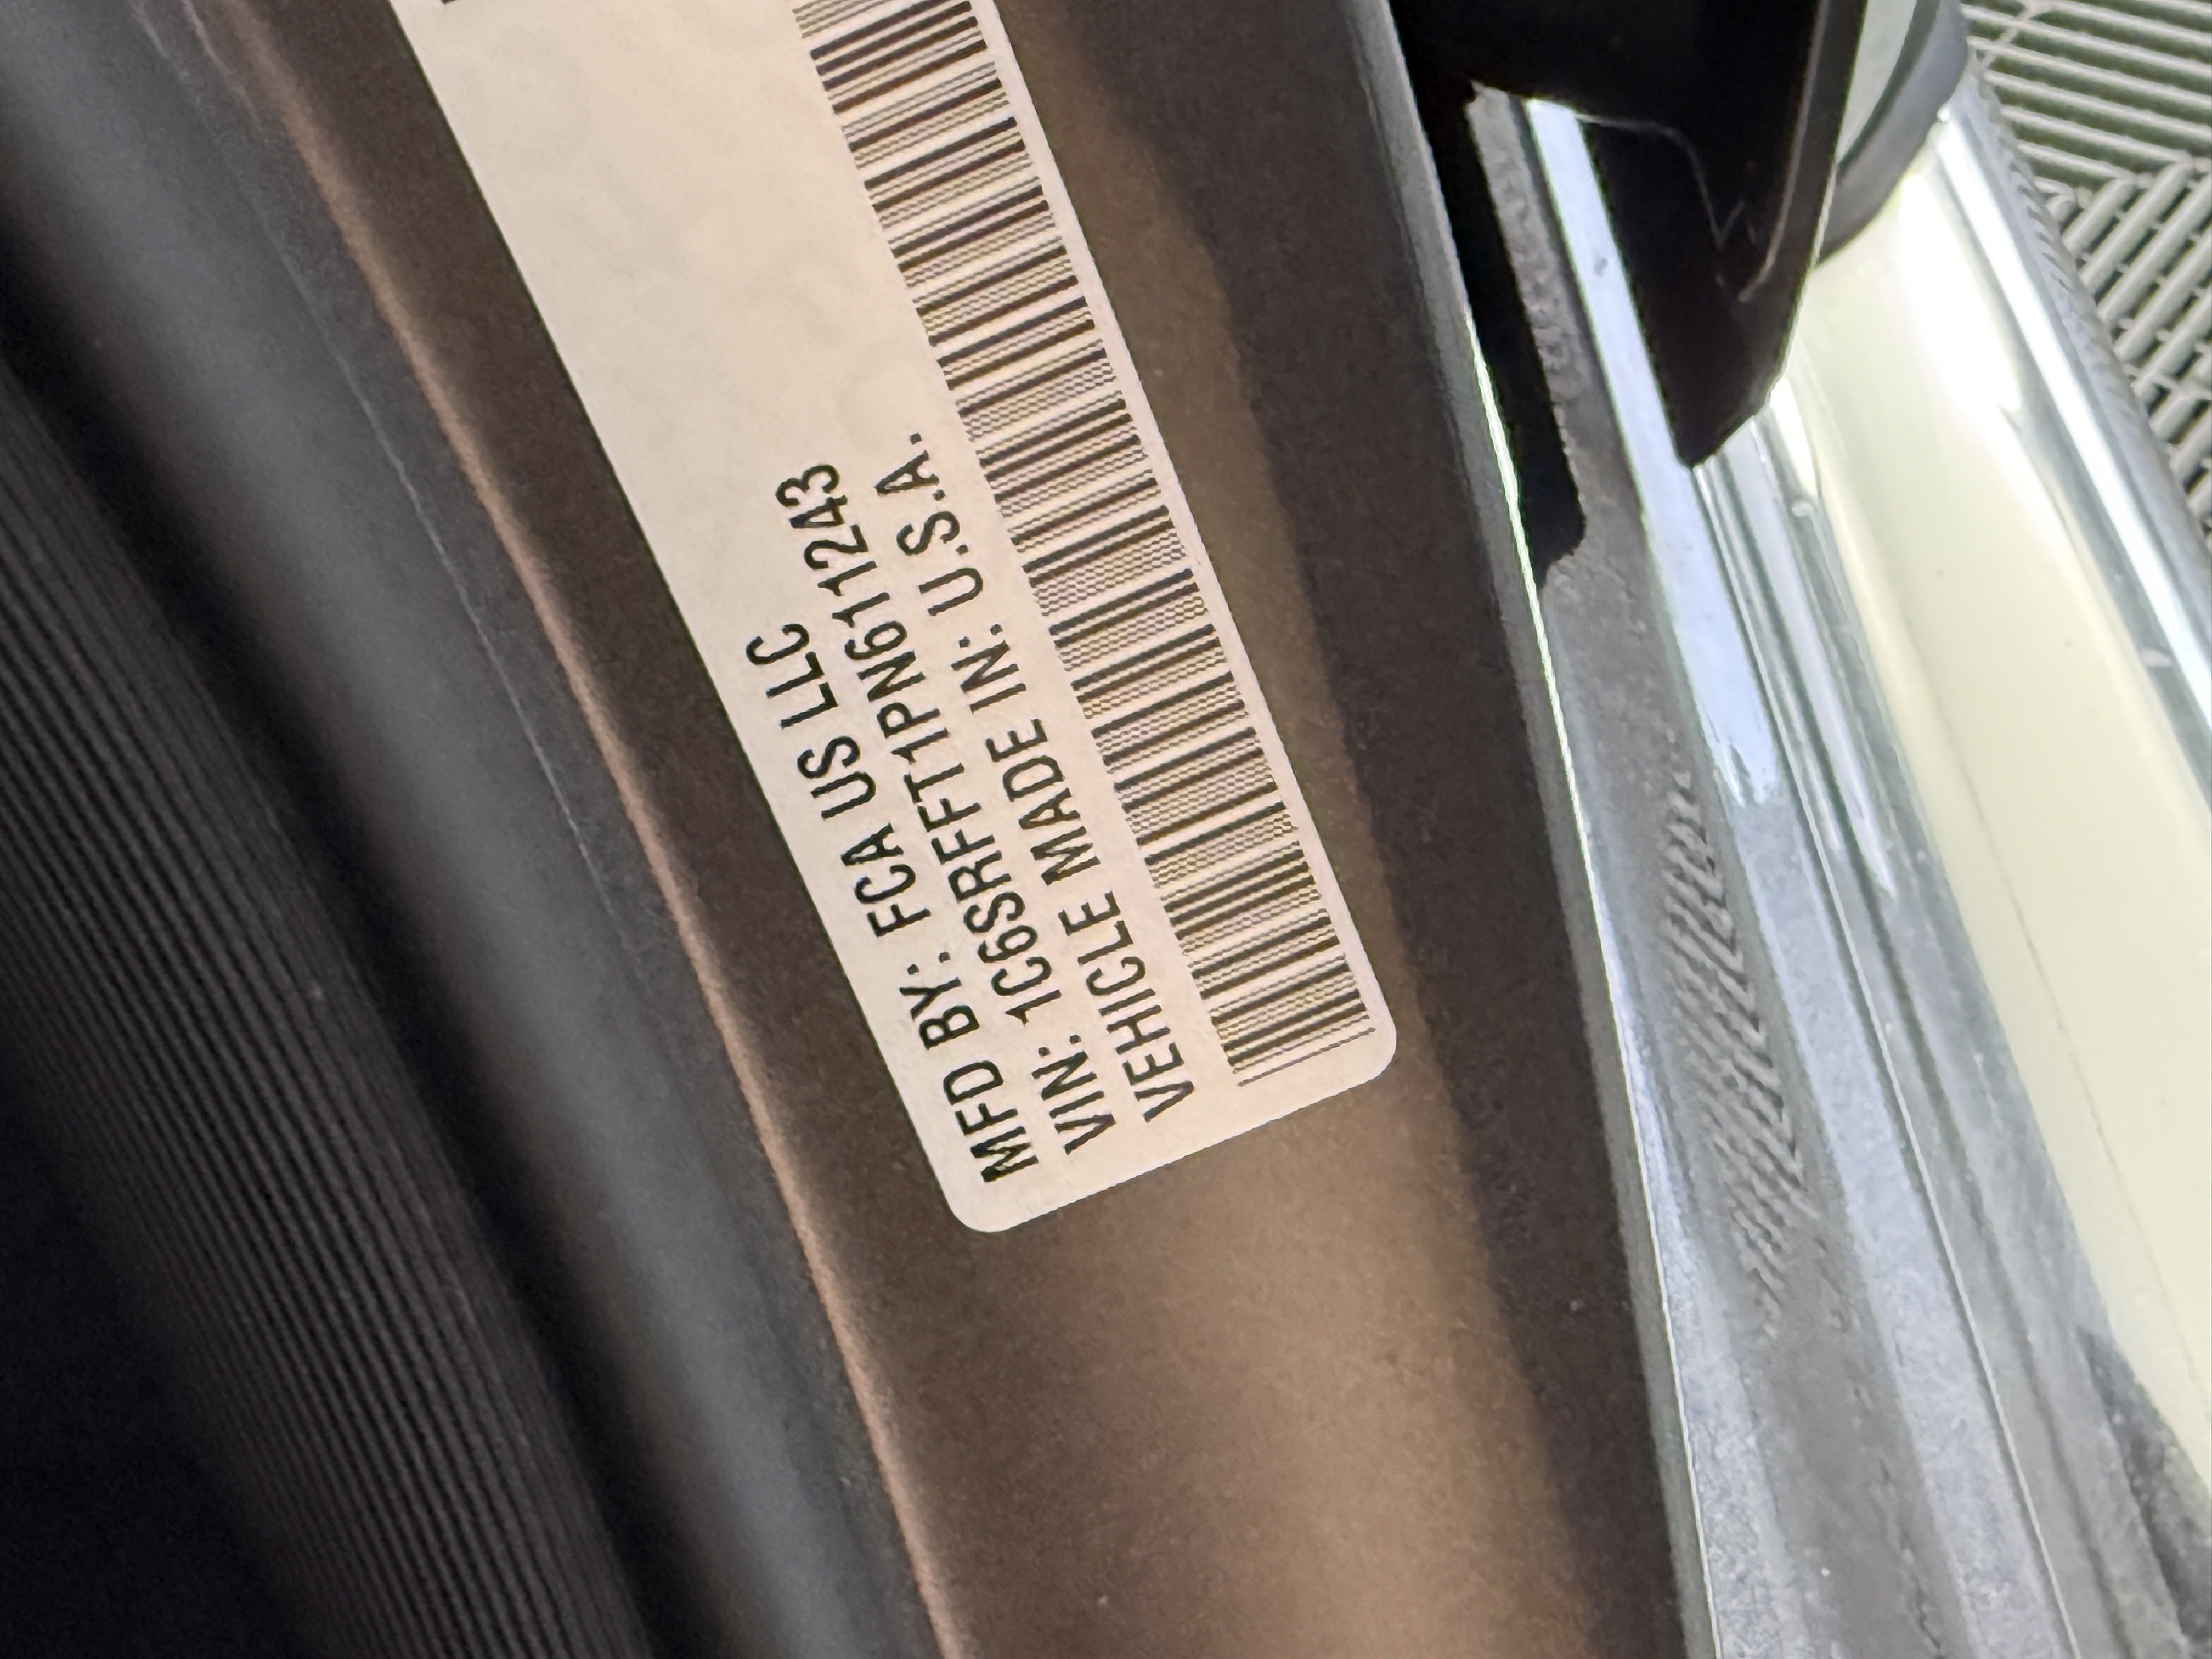 MFD BY: FCA US LLC
VIN: 1C6SRFFT1PN611243
VEHICLE MADE IN: U.S.A.